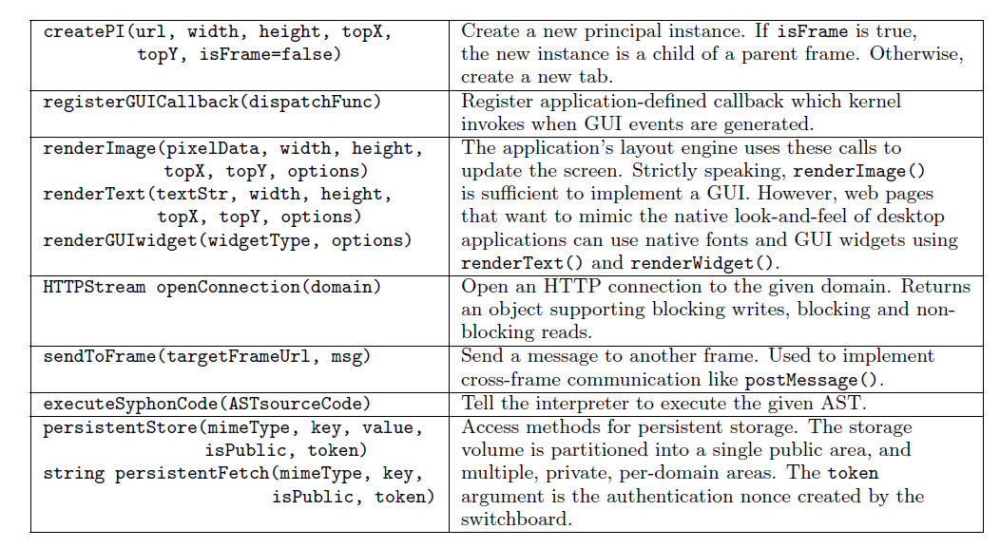 createPI(url, width, height, topX,
topY, isFrame=false)
Create a new principal instance. If isFrame is true,
the new instance is a child of a parent frame. Otherwise,
create a new tab.
registerGUICallback(dispatchFunc)
Register application-defined callback which kernel
invokes when GUI events are generated.
renderImage(pixelData, width, height,
topX, topY, options)
renderText(textStr, width, height,
topX, topY, options)
renderGUIwidget(widgetType, options)
The application's layout engine uses these calls to
update the screen. Strictly speaking, renderImage()
is sufficient to implement a GUI. However, web pages
that want to mimic the native look-and-feel of desktop
applications can use native fonts and GUI widgets using
renderText() and renderWidget().
HTTPStream openConnection(domain)
Open an HTTP connection to the given domain. Returns
an object supporting blocking writes, blocking and non-
blocking reads.
sendToFrame(targetFrameUrl, msg)
Send a message to another frame. Used to implement
cross-frame communication like postMessage().
executeSyphonCode(ASTsourceCode)
Tell the interpreter to execute the given AST.
persistentStore(mimeType, key, value,
isPublic, token)
string persistentFetch(mimeType, key,
isPublic, token)
Access methods for persistent storage. The storage
volume is partitioned into a single public area, and
multiple, private, per-domain areas. The token
argument is the authentication nonce created by the
switchboard.